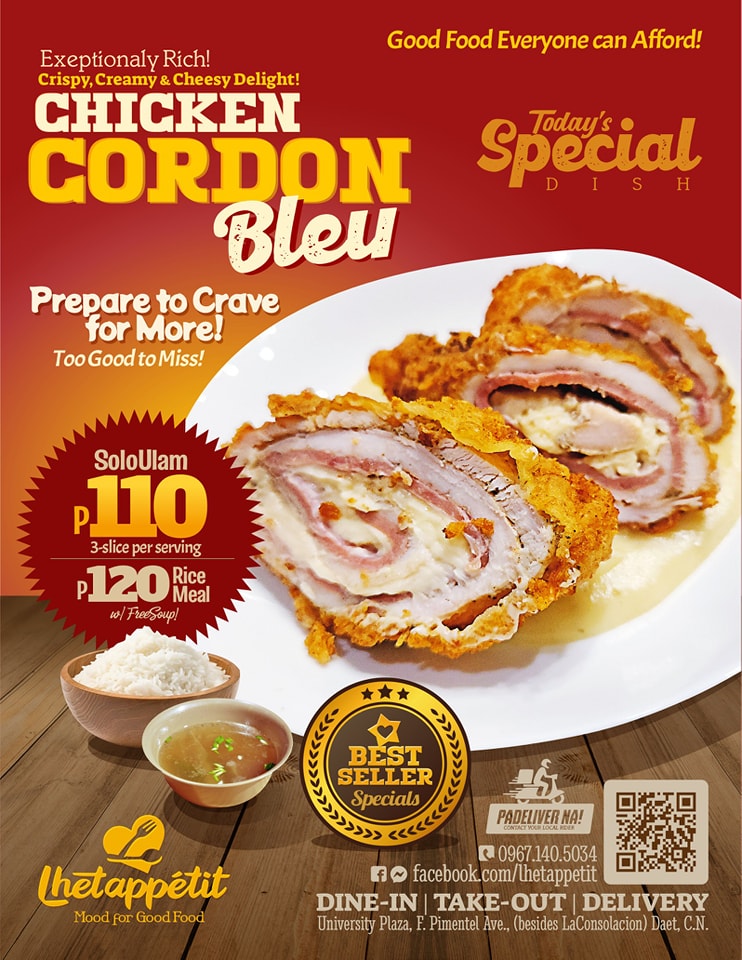 Good Food Everyone can Afford!
Exeptionaly Rich!
Crispy, Creamy & Cheesy Delight!
CHICKEN
CORDON
Bleu
Today's
Special
DISH
Prepare to Crave
for More!
Too Good to Miss!
SoloUlam
P110
3-slice per serving
P120 Rice Meal
w/ FreeSoup!
BEST
SELLER
Specials
PADELIVER NA!
CONTACT YOUR LOCAL RIDER
0967.140.5034
facebook.com/lhetappetit
Lhetappétit
Mood for Good Food
DINE-IN | TAKE-OUT | DELIVERY
University Plaza, F. Pimentel Ave., (besides LaConsolacion) Daet, C.N.